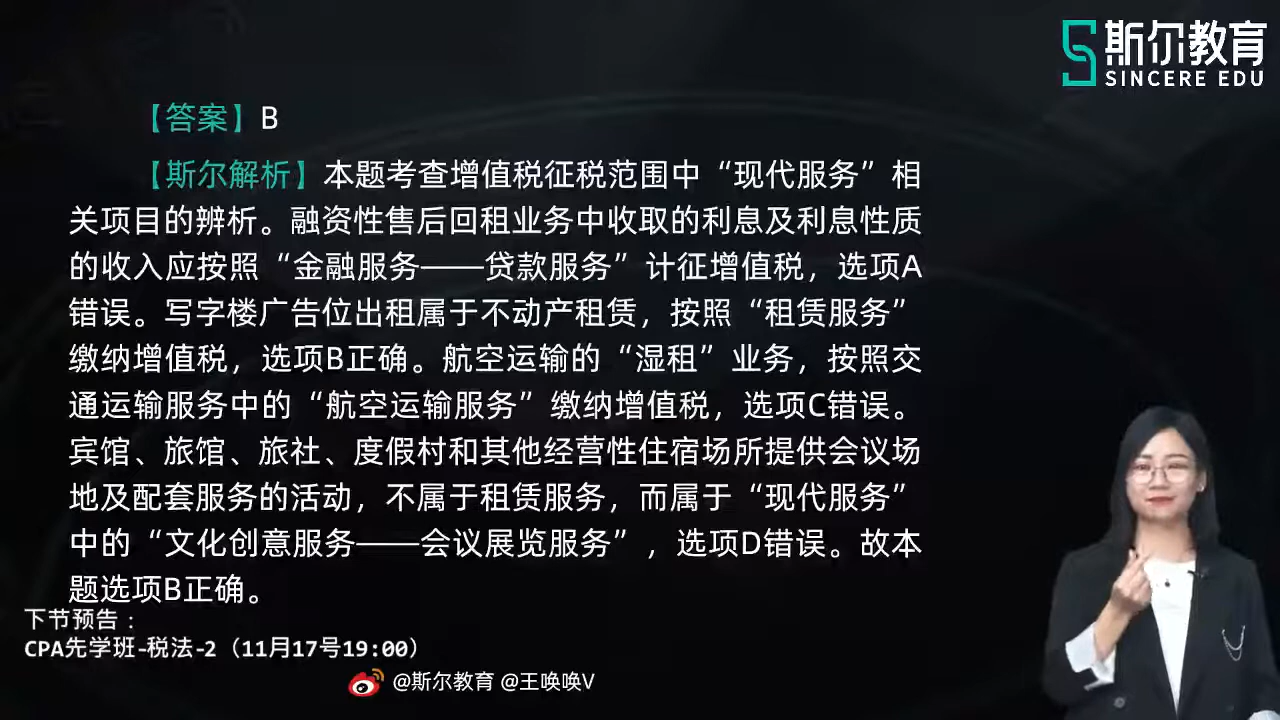 斯尔教育
SINCERE EDU
【答案】B
【斯尔解析】本题考查增值税征税范围中“现代服务”相
关项目的辨析。融资性售后回租业务中收取的利息及利息性质
的收入应按照“金融服务——贷款服务”计征增值税，选项A
错误。写字楼广告位出租属于不动产租赁，按照“租赁服务”
缴纳增值税，选项B正确。航空运输的“湿租”业务，按照交
通运输服务中的“航空运输服务”缴纳增值税，选项C错误。
宾馆、旅馆、旅社、度假村和其他经营性住宿场所提供会议场
地及配套服务的活动，不属于租赁服务，而属于“现代服务”
中的“文化创意服务——会议展览服务”，选项D错误。故本
题选项B正确。
下节预告：
CPA先学班-税法-2（11月17号19:00）
@斯尔教育 @王唤唤V